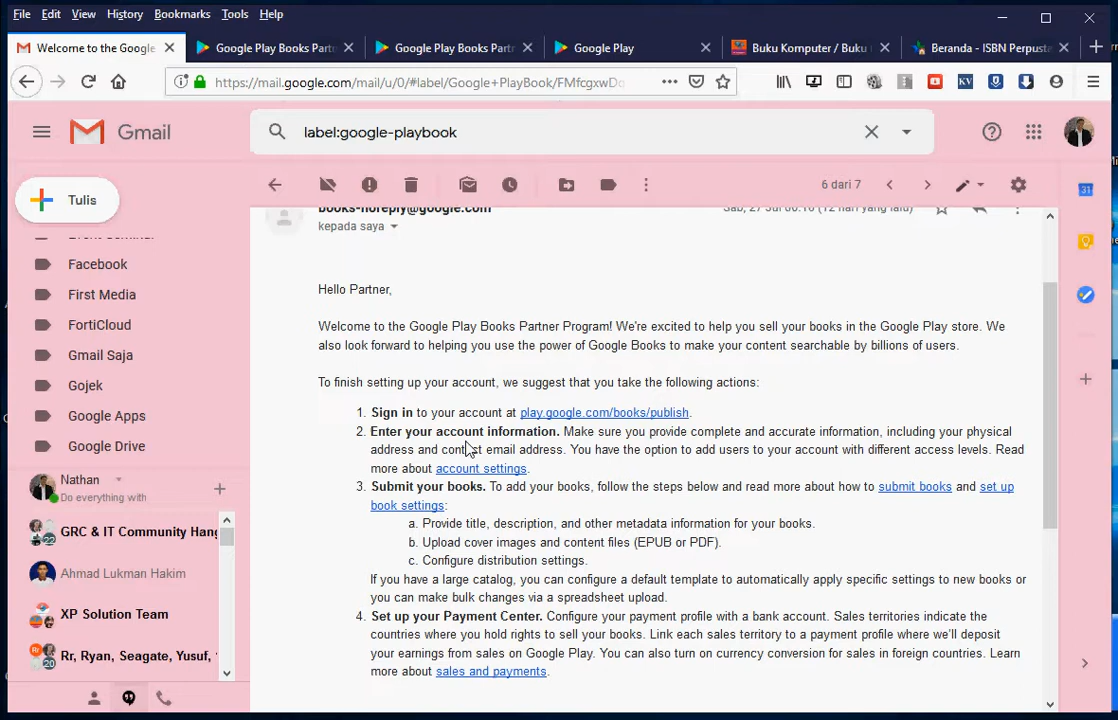 File Edit View History Bookmarks Tools Help
Welcome to the Google
Google Play Books Partn
Google Play Books Partn
Google Play
Buku Komputer / Buku
Beranda - ISBN Perpusta
https://mail.google.com/mail/u/0/#label/Google+PlayBook/FMfcgxwDq
Gmail
label:google-playbook
Tulis
6 dari 7
31
Facebook
First Media
FortiCloud
Gmail Saja
Gojek
Google Apps
Google Drive
Nathan
Do everything with
GRC & IT Community Hang
22
Ahmad Lukman Hakim
XP Solution Team
Rr, Ryan, Seagate, Yusuf,
20
books-noreply@google.com
kepada saya
Hello Partner,
Welcome to the Google Play Books Partner Program! We're excited to help you sell your books in the Google Play store. We
also look forward to helping you use the power of Google Books to make your content searchable by billions of users.
To finish setting up your account, we suggest that you take the following actions:
1. Sign in to your account at play.google.com/books/publish.
2. Enter your account information. Make sure you provide complete and accurate information, including your physical
address and contact email address. You have the option to add users to your account with different access levels. Read
more about account settings.
3. Submit your books. To add your books, follow the steps below and read more about how to submit books and set up
book settings:
a. Provide title, description, and other metadata information for your books.
b. Upload cover images and content files (EPUB or PDF).
c. Configure distribution settings.
If you have a large catalog, you can configure a default template to automatically apply specific settings to new books or
you can make bulk changes via a spreadsheet upload.
4. Set up your Payment Center. Configure your payment profile with a bank account. Sales territories indicate the
countries where you hold rights to sell your books. Link each sales territory to a payment profile where we'll deposit
your earnings from sales on Google Play. You can also turn on currency conversion for sales in foreign countries. Learn
more about sales and payments.